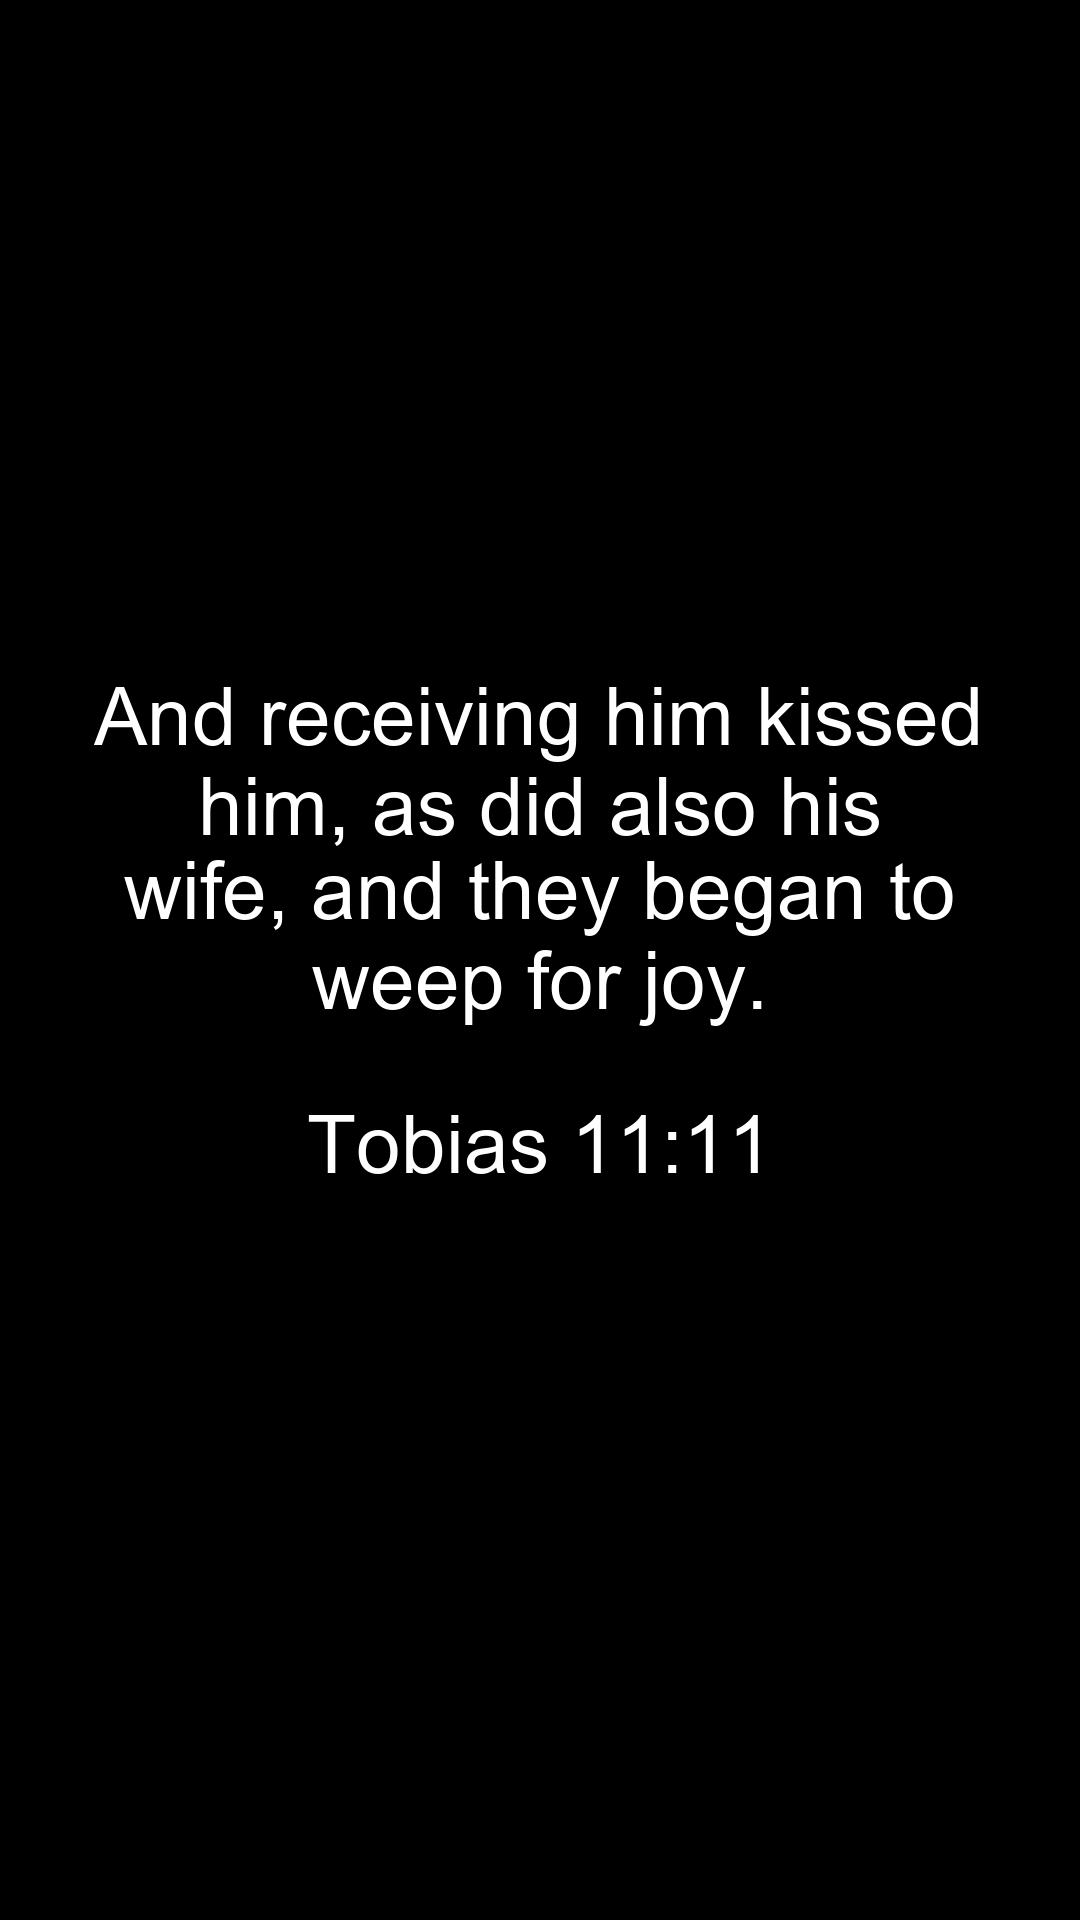 And receiving him kissed
him, as did also his
wife, and they began to
weep for joy.
Tobias 11:11